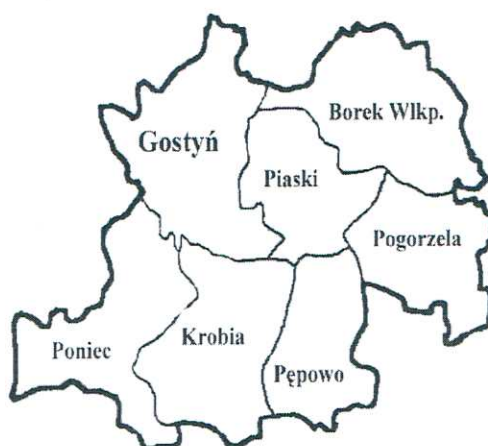 Borek Wlkp.
Gostyń
Piaski
Pogorzela
Krobia
Poniec
Pępowo